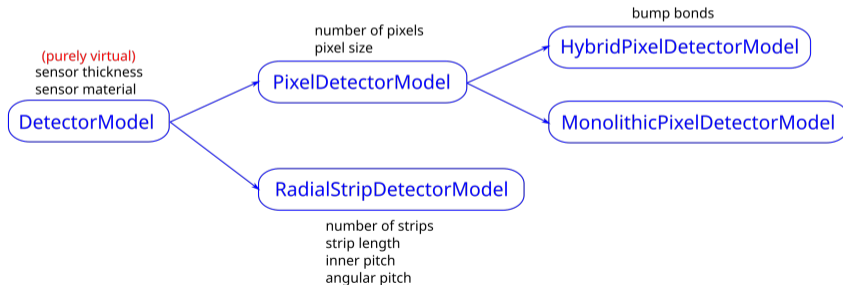 (purely virtual)
sensor thickness
sensor material
DetectorModel
number of pixels
pixel size
PixelDetectorModel
bump bonds
HybridPixelDetectorModel
MonolithicPixelDetectorModel
RadialStripDetectorModel
number of strips
strip length
inner pitch
angular pitch